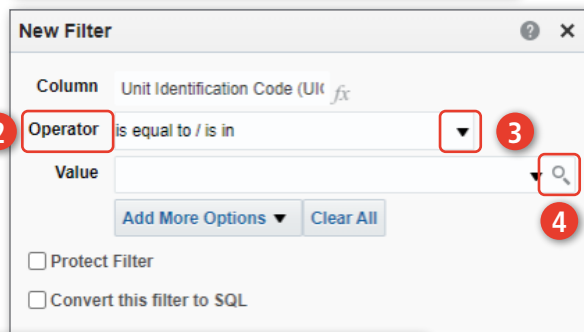 New Filter ? ×
Column Unit Identification Code (UI fx
2 Operator is equal to / is in 3
Value
4
Add More Options Clear All
Protect Filter
Convert this filter to SQL